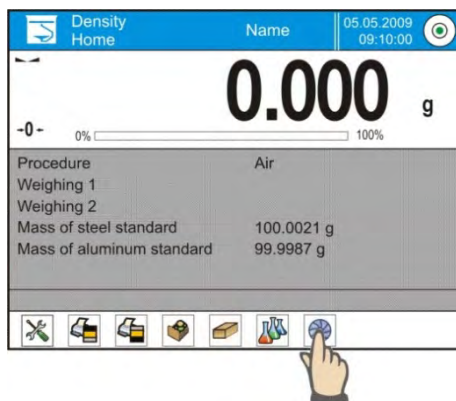 Density Name 05.05.2009
Home 09:10:00
0.000 g
-0- 0% 100%
Procedure Air
Weighing 1
Weighing 2
Mass of steel standard 100.0021 g
Mass of aluminum standard 99.9987 g